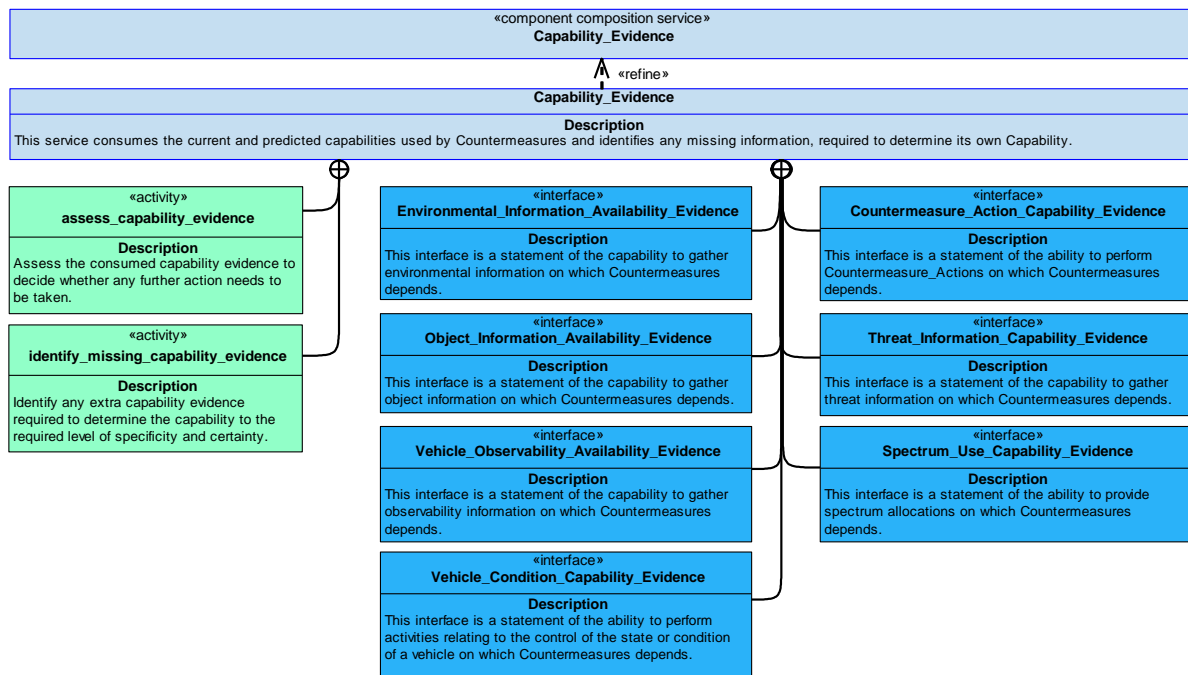 «component composition service»
Capability_Evidence
«refine»
Capability_Evidence
Description
This service consumes the current and predicted capabilities used by Countermeasures and identifies any missing information, required to determine its own Capability.
«activity»
assess_capability_evidence
Description
Assess the consumed capability evidence to
decide whether any further action needs to
be taken.
«activity»
identify_missing_capability_evidence
Description
Identify any extra capability evidence
required to determine the capability to the
required level of specificity and certainty.
«interface»
Environmental_Information_Availability_Evidence
Description
This interface is a statement of the capability to gather
environmental information on which Countermeasures
depends.
«interface»
Object_Information_Availability_Evidence
Description
This interface is a statement of the capability to gather
object information on which Countermeasures depends.
«interface»
Vehicle_Observability_Availability_Evidence
Description
This interface is a statement of the capability to gather
observability information on which Countermeasures
depends.
«interface»
Vehicle_Condition_Capability_Evidence
Description
This interface is a statement of the ability to perform
activities relating to the control of the state or condition
of a vehicle on which Countermeasures depends.
«interface»
Countermeasure_Action_Capability_Evidence
Description
This interface is a statement of the ability to perform
Countermeasure_Actions on which Countermeasures
depends.
«interface»
Threat_Information_Capability_Evidence
Description
This interface is a statement of the capability to gather
threat information on which Countermeasures depends.
«interface»
Spectrum_Use_Capability_Evidence
Description
This interface is a statement of the ability to provide
spectrum allocations on which Countermeasures
depends.